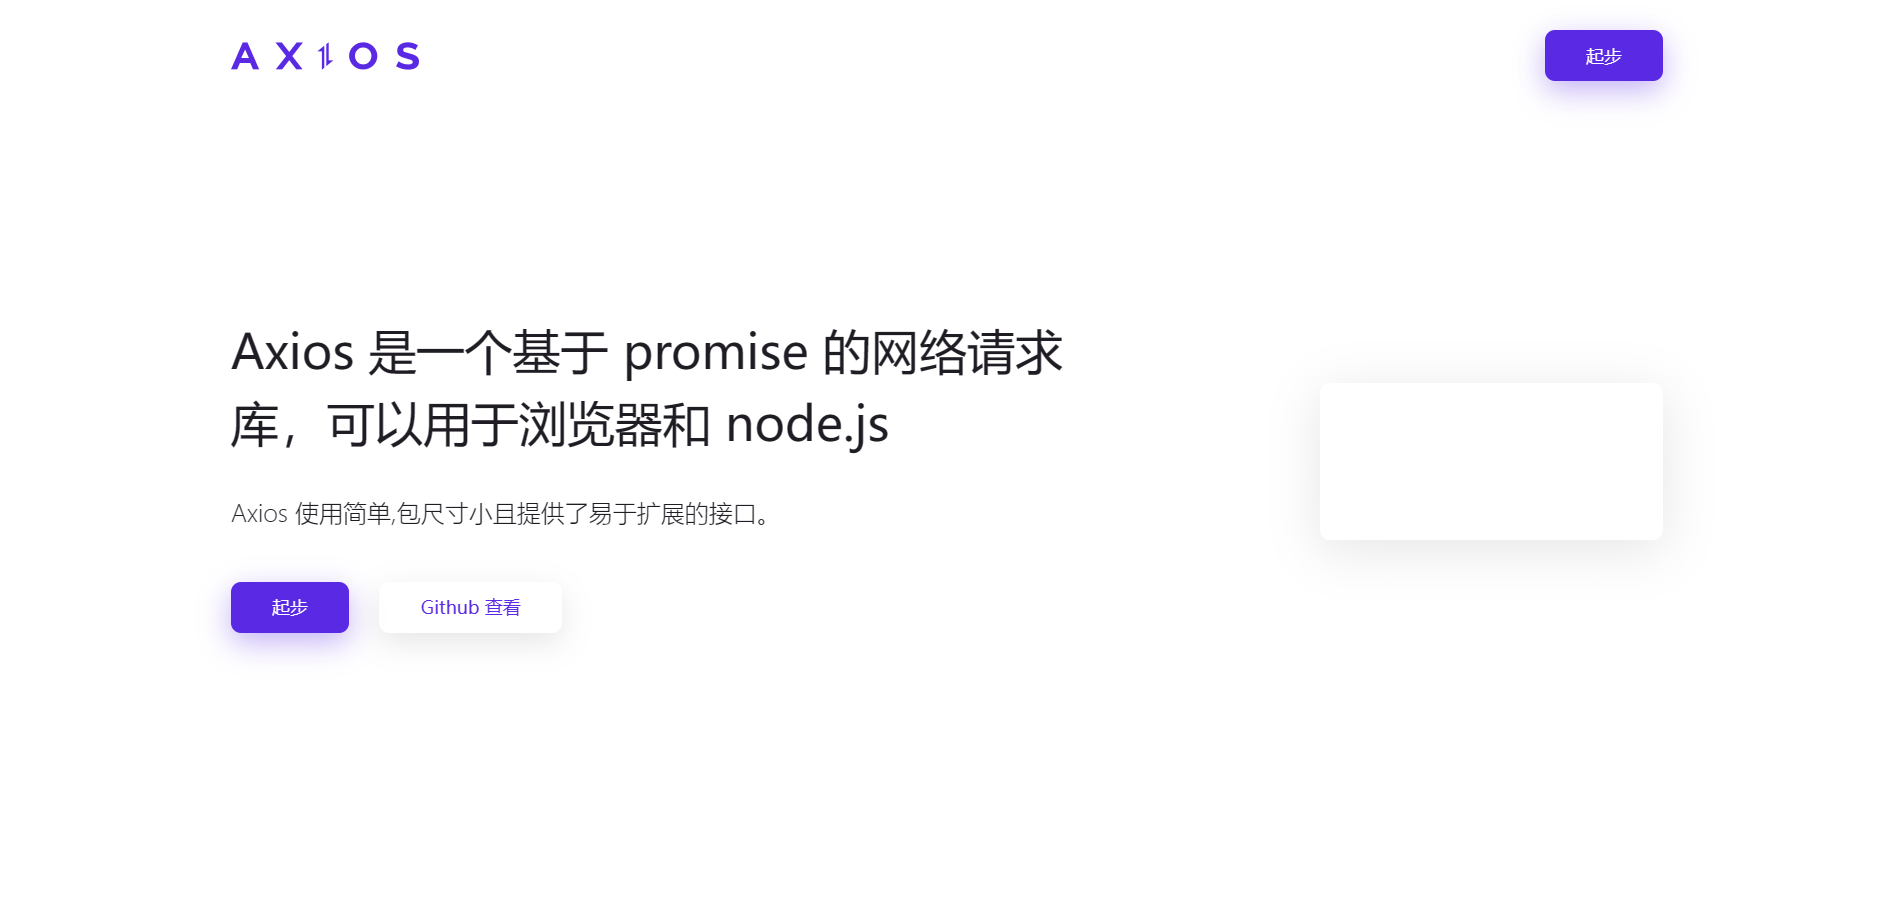 AXIOS
起步
Axios 是一个基于 promise 的网络请求
库，可以用于浏览器和 node.js
Axios 使用简单,包尺寸小且提供了易于扩展的接口。
起步
Github 查看